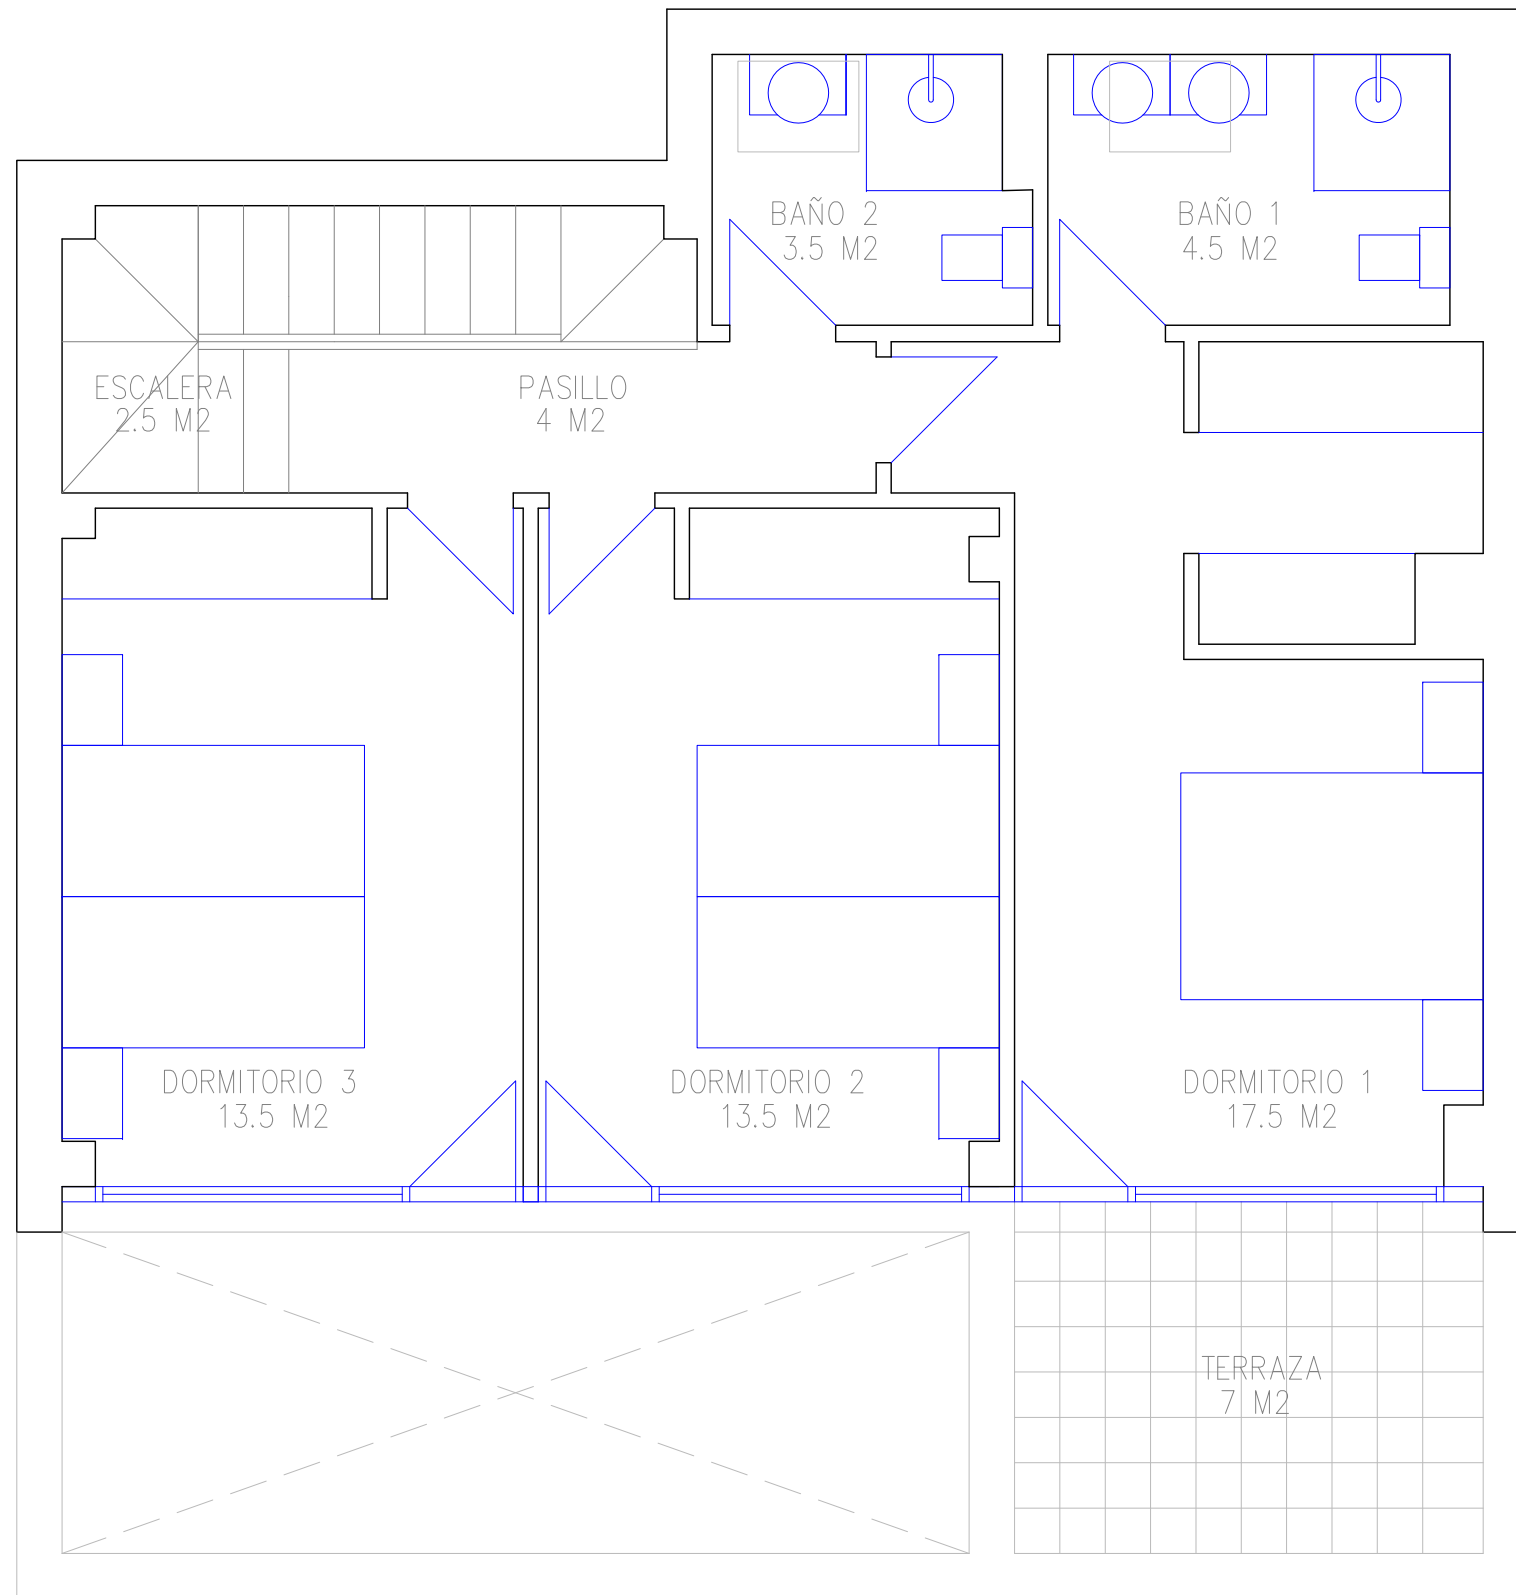 BAÑO 2
3.5 M2
BAÑO 1
4.5 M2
ESCALERA
2.5 M2
PASILLO
4 M2
DORMITORIO 3
13.5 M2
DORMITORIO 2
13.5 M2
DORMITORIO 1
17.5 M2
TERRAZA
7 M2